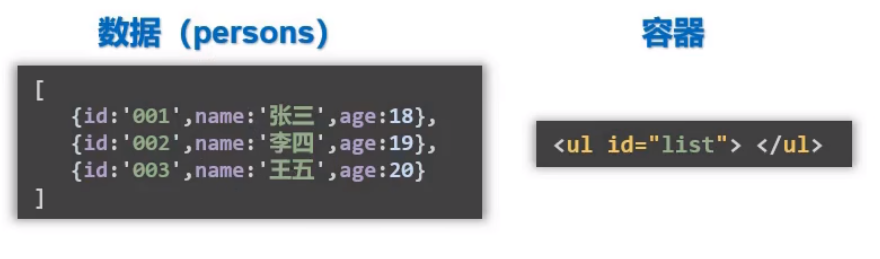 数据（persons）
[
{id:'001',name:'张三',age:18},
{id:'002',name:'李四',age:19},
{id:'003',name:'王五',age:20}
]
容器
<ul id="list"> </ul>